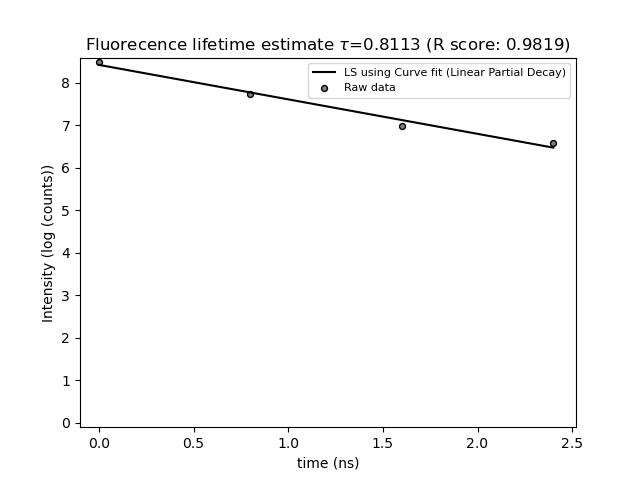 Fluorecence lifetime estimate τ=0.8113 (R score: 0.9819)
LS using Curve fit (Linear Partial Decay)
Raw data
8
7
6
5
4
3
2
1
0
Intensity (log (counts))
0.0 0.5 1.0 1.5 2.0 2.5
time (ns)